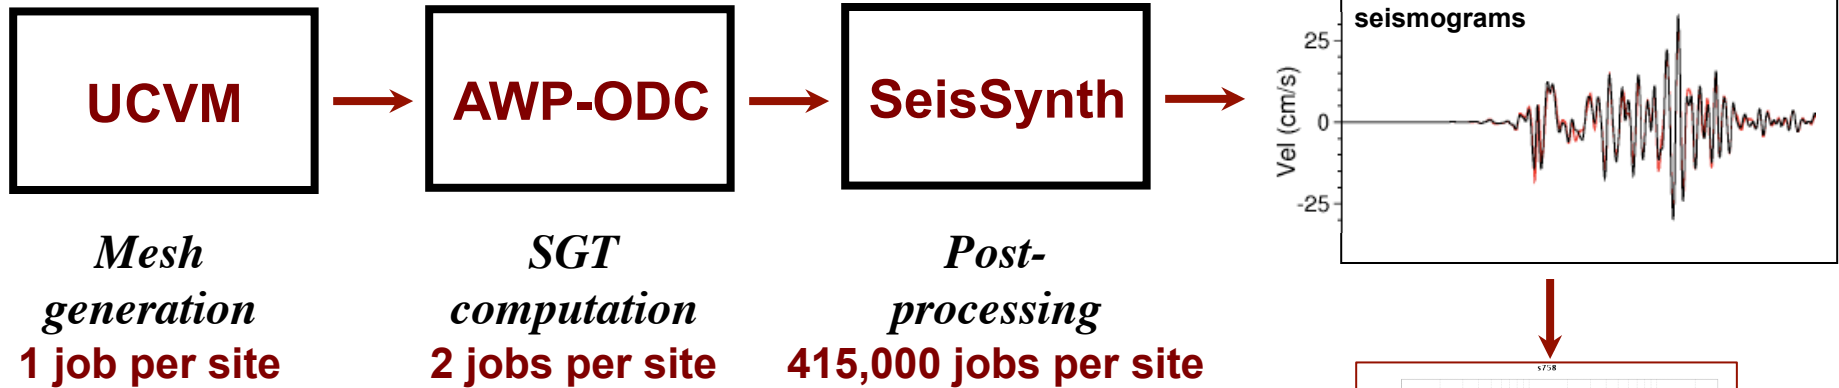 UCVM
AWP-ODC
SeisSynth
Mesh
generation
1 job per site
SGT
computation
2 jobs per site
Post-
processing
415,000 jobs per site
seismograms
Vel (cm/s)
25
0
-25
s758